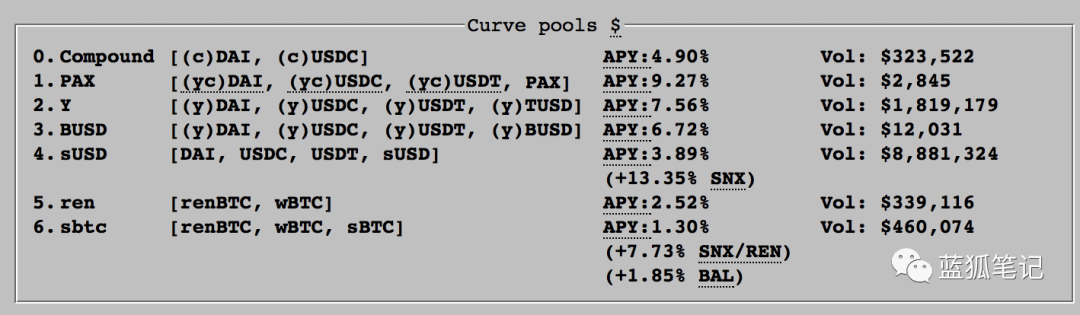 Curve pools $
0. Compound [(c)DAI, (c)USDC] APY:4.90% Vol: $323,522
1. PAX [(yc)DAI, (yc)USDC, (yc)USDT, PAX] APY:9.27% Vol: $2,845
2. Y [(y)DAI, (y)USDC, (y)USDT, (y)TUSD] APY:7.56% Vol: $1,819,179
3. BUSD [(y)DAI, (y)USDC, (y)USDT, (y)BUSD] APY:6.72% Vol: $12,031
4. sUSD [DAI, USDC, USDT, sUSD] APY:3.89% Vol: $8,881,324
(+13.35% SNX)
5. ren [renBTC, wBTC] APY:2.52% Vol: $339,116
6. sbtc [renBTC, wBTC, sBTC] APY:1.30% Vol: $460,074
(+7.73% SNX/REN)
(+1.85% BAL)
蓝狐笔记